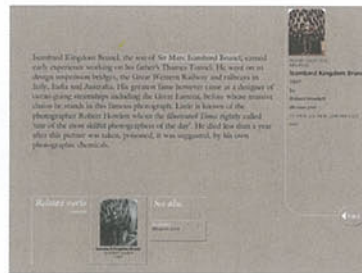 Isambard Kingdom Brunel, the son of Sir Marc Isambard Brunel, earned
early experience working on his father's Thames Tunnel. He went on to
design suspension bridges, the Great Western Railway and railways in
Italy, India and Australia. His greatest fame however came as a designer of
ocean-going steamships including the Great Eastern, before whose massive
chains he stands in this famous photograph. Little is known of the
photographer Robert Howlett whom the Illustrated Times rightly called
'one of the most skilful photographers of the day'. He died less than a year
after this picture was taken, poisoned, it was suggested, by his own
photographic chemicals.
Isambard Kingdom Brunel
1857
by
Robert Howlett
Related works
See also
Isambard Kingdom Brunel